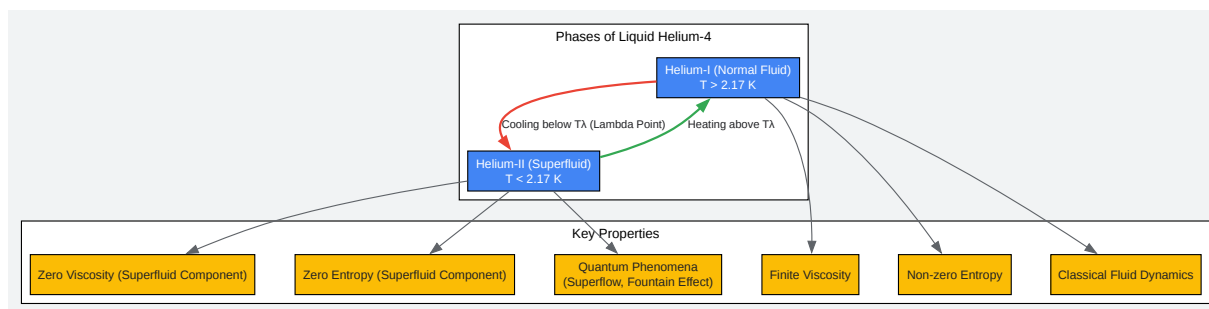 Phases of Liquid Helium-4
Helium-I (Normal Fluid)
T > 2.17 K
Cooling below Tλ (Lambda Point)
Heating above Tλ
Helium-II (Superfluid)
T < 2.17 K
Key Properties
Zero Viscosity (Superfluid Component)
Zero Entropy (Superfluid Component)
Quantum Phenomena
(Superflow, Fountain Effect)
Finite Viscosity
Non-zero Entropy
Classical Fluid Dynamics